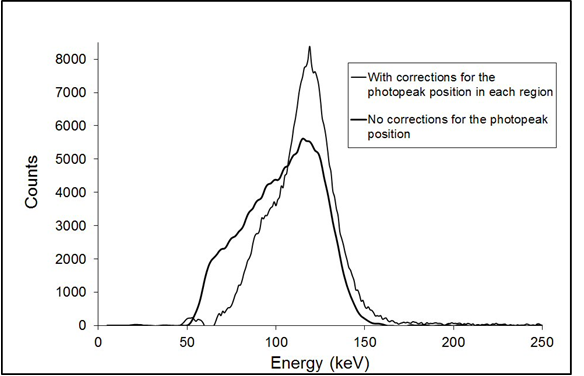 8000
7000
6000
5000
4000
3000
2000
1000
0
Counts
0 50 100 150 200 250
Energy (keV)
With corrections for the
photopeak position in each region
No corrections for the photopeak
position